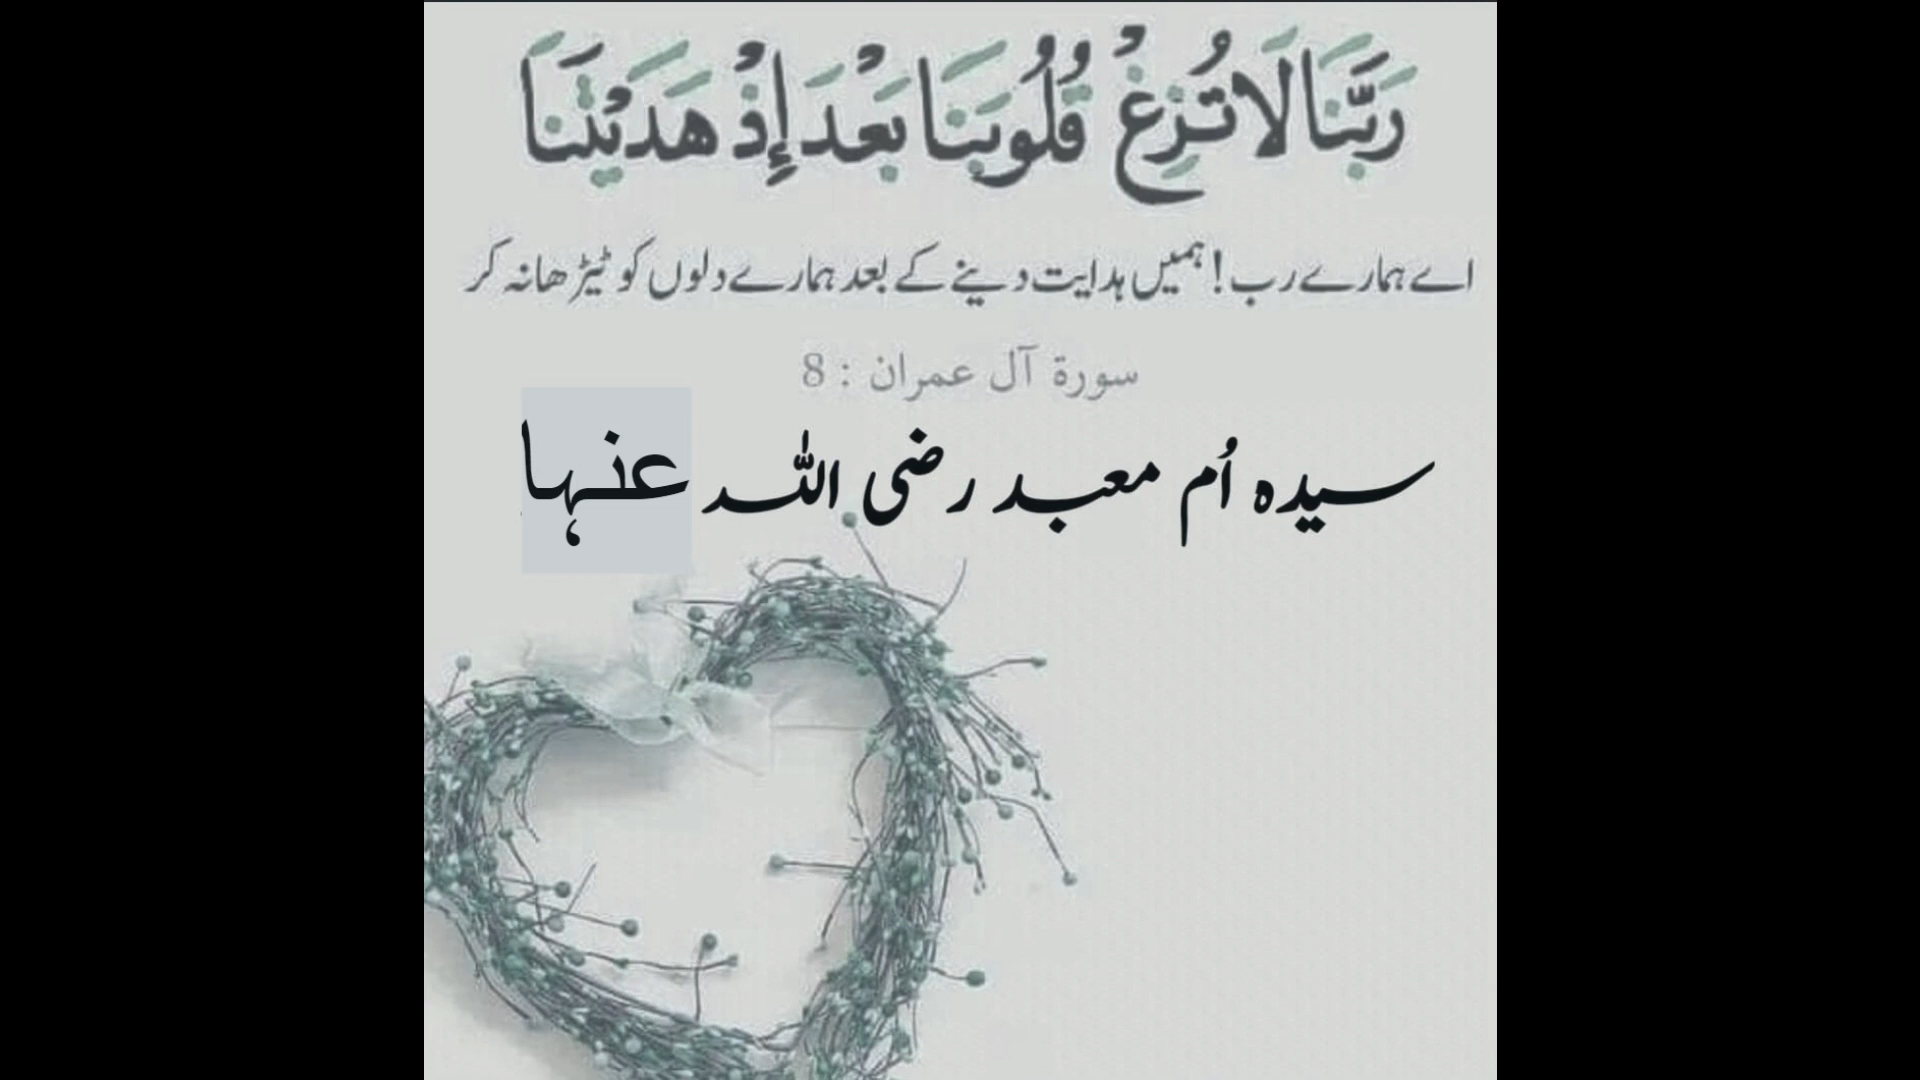 رَبَّنَا لَا تُزِغْ قُلُوبَنَا بَعْدَ إِذْ هَدَيْتَنَا
اے ہمارے رب! ہمیں ہدایت دینے کے بعد ہمارے دلوں کو ٹیڑھا نہ کر
سورة آل عمران : 8
سیدہ اُم معبد رضی اللہ عنہا